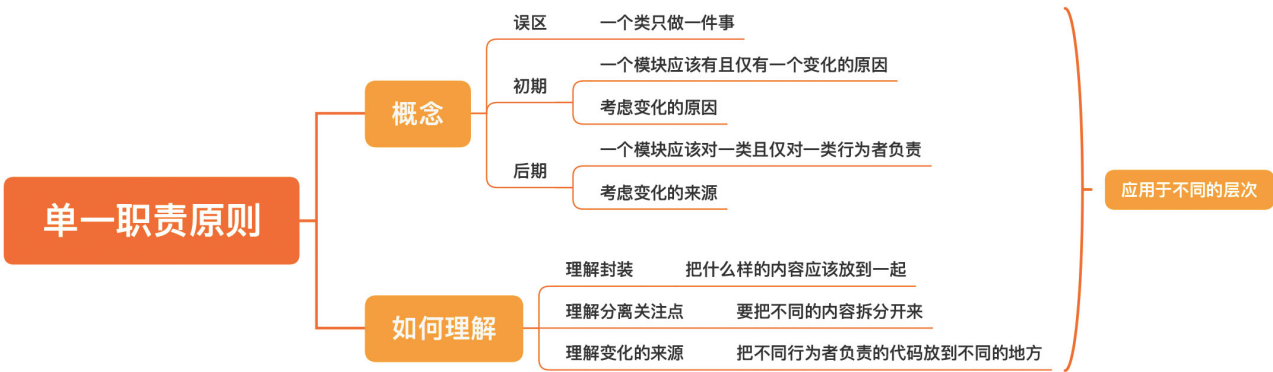 单一职责原则
概念
误区
一个类只做一件事
初期
一个模块应该有且仅有一个变化的原因
考虑变化的原因
后期
一个模块应该对一类且仅对一类行为者负责
考虑变化的来源
如何理解
理解封装
把什么样的内容应该放到一起
理解分离关注点
要把不同的内容拆分开来
理解变化的来源
把不同行为者负责的代码放到不同的地方
应用于不同的层次